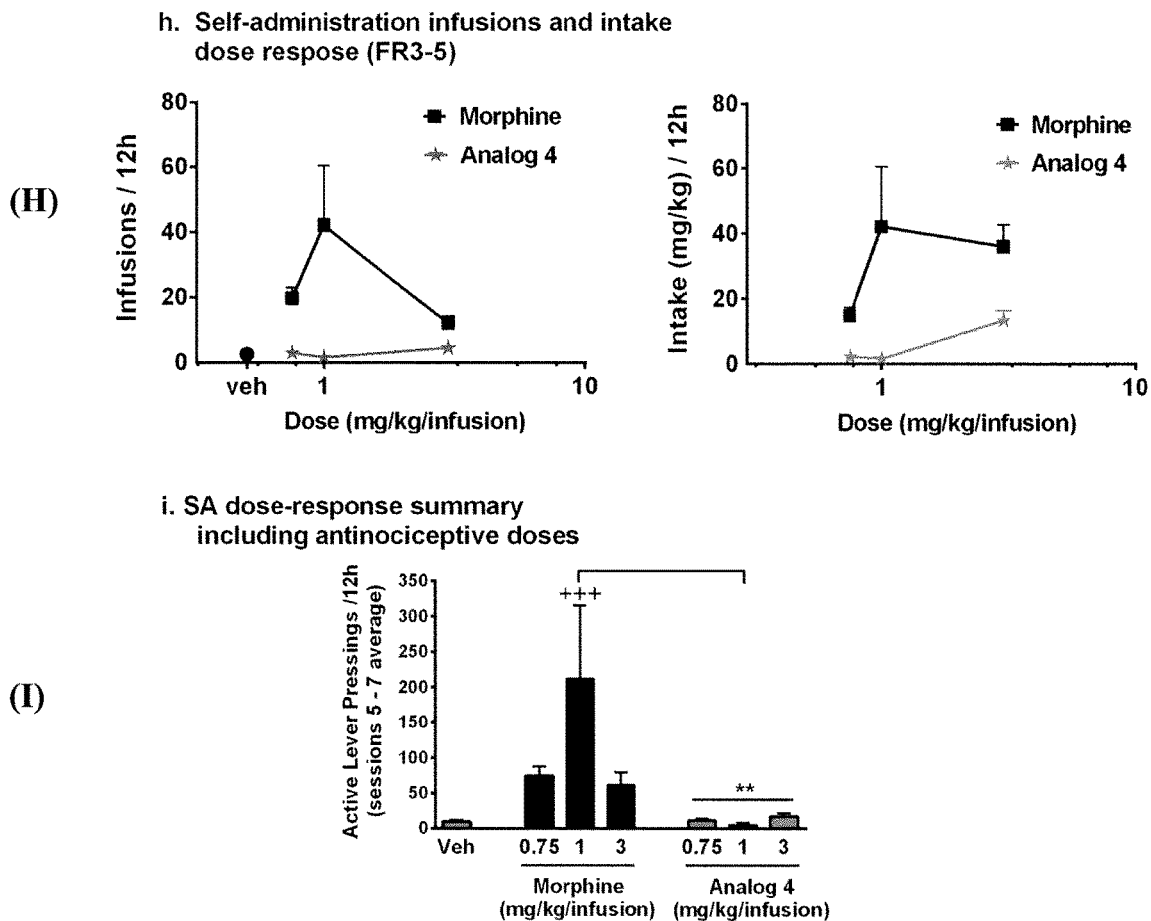 h. Self-administration infusions and intake
dose respose (FR3-5)
(H)
Infusions / 12h
80
60
40
20
0
veh
1
10
Dose (mg/kg/infusion)
Morphine
Analog 4
Intake (mg/kg) / 12h
80
60
40
20
0
1
10
Dose (mg/kg/infusion)
Morphine
Analog 4
i. SA dose-response summary
including antinociceptive doses
(I)
Active Lever Pressings /12h
(sessions 5 - 7 average)
350
300
250
200
150
100
50
0
+++
**
Veh
0.75 1 3
0.75 1 3
Morphine
(mg/kg/infusion)
Analog 4
(mg/kg/infusion)